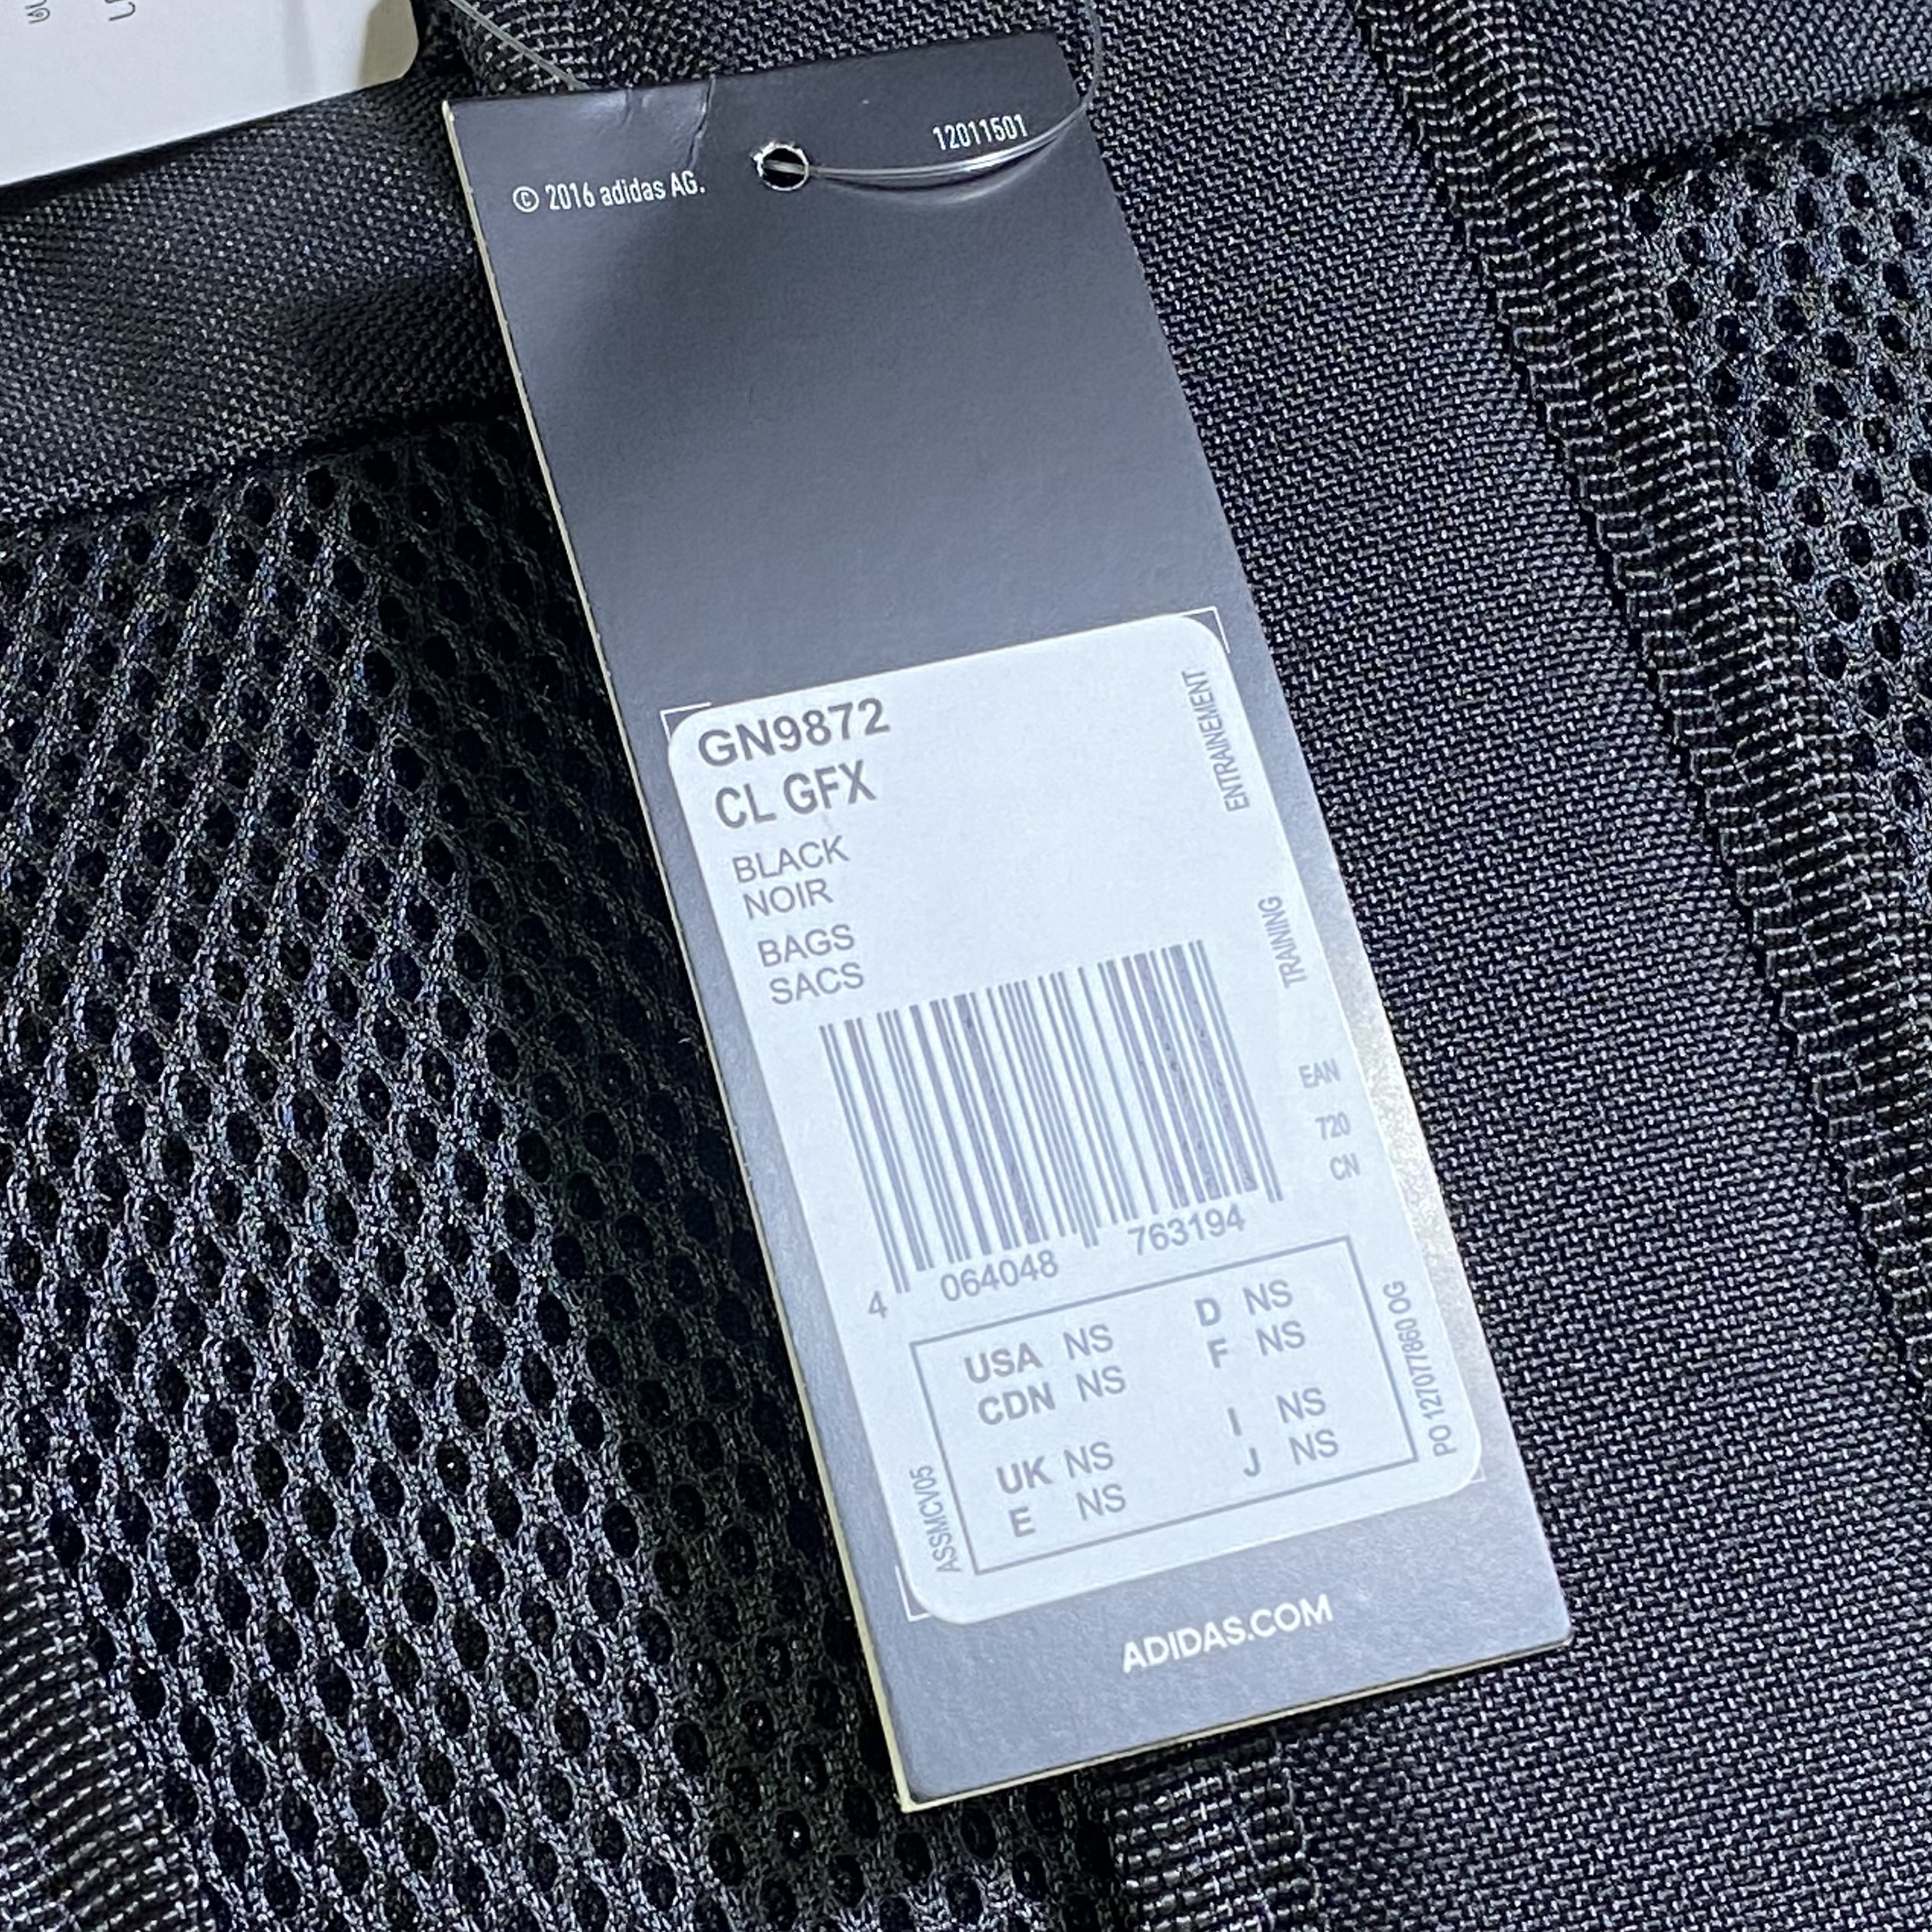 © 2016 adidas AG.
12011501
GN9872
CL GFX
BLACK
NOIR
BAGS
SACS
ENTRAINEMENT
TRAINING
EAN
720
CN
4 064048 763194
USA NS D NS
CDN NS F NS
UK NS I NS
E NS J NS
ASSMCV05
PO 127077860 OG
ADIDAS.COM